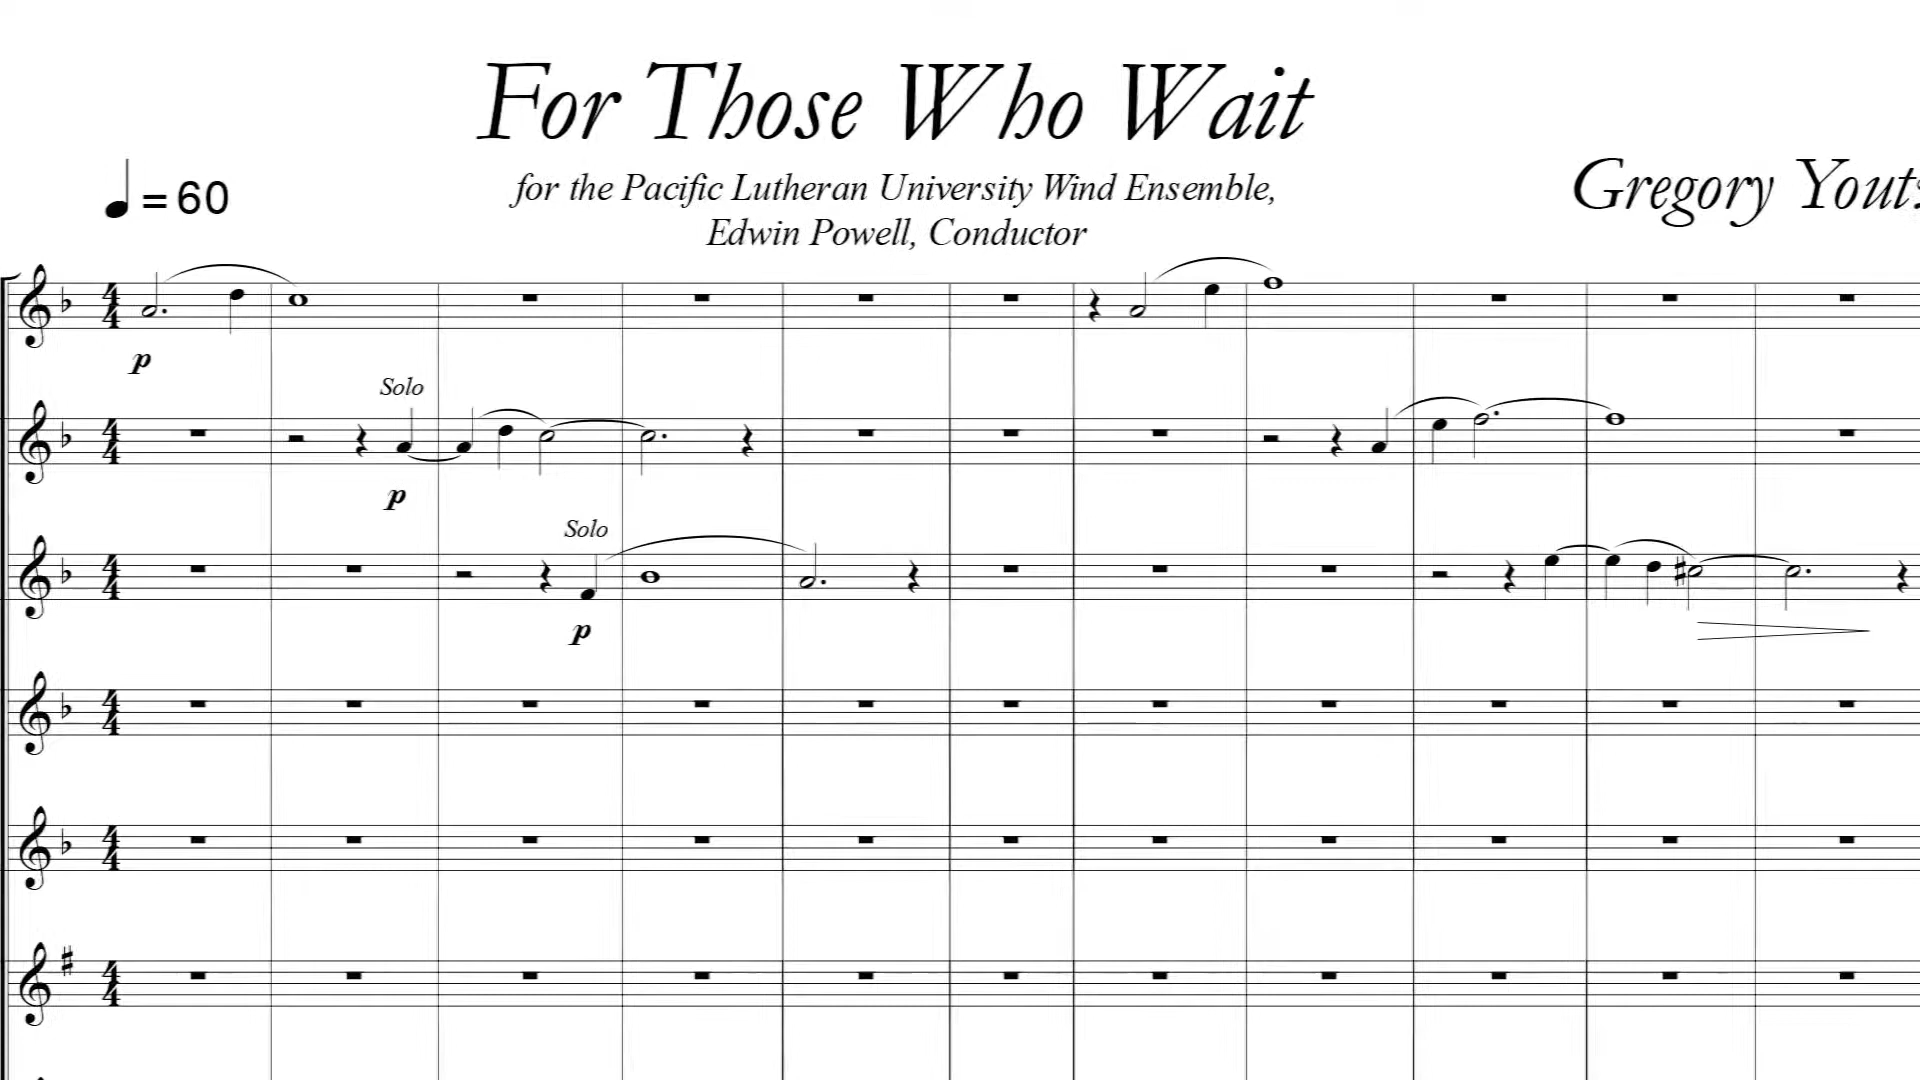 For Those Who Wait
for the Pacific Lutheran University Wind Ensemble,
= 60
Gregory
Edwin Powell, Conductor
p
Solo
p
Solo
p